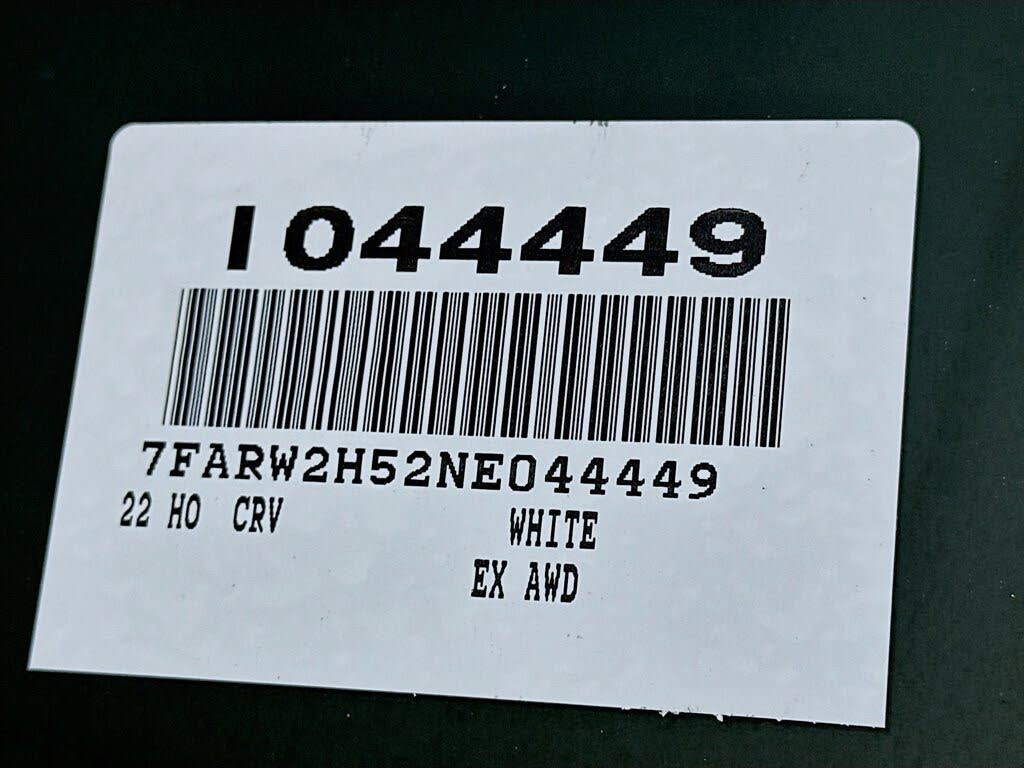 I044449
7FARW2H52NE044449
22 HO CRV WHITE
EX AWD